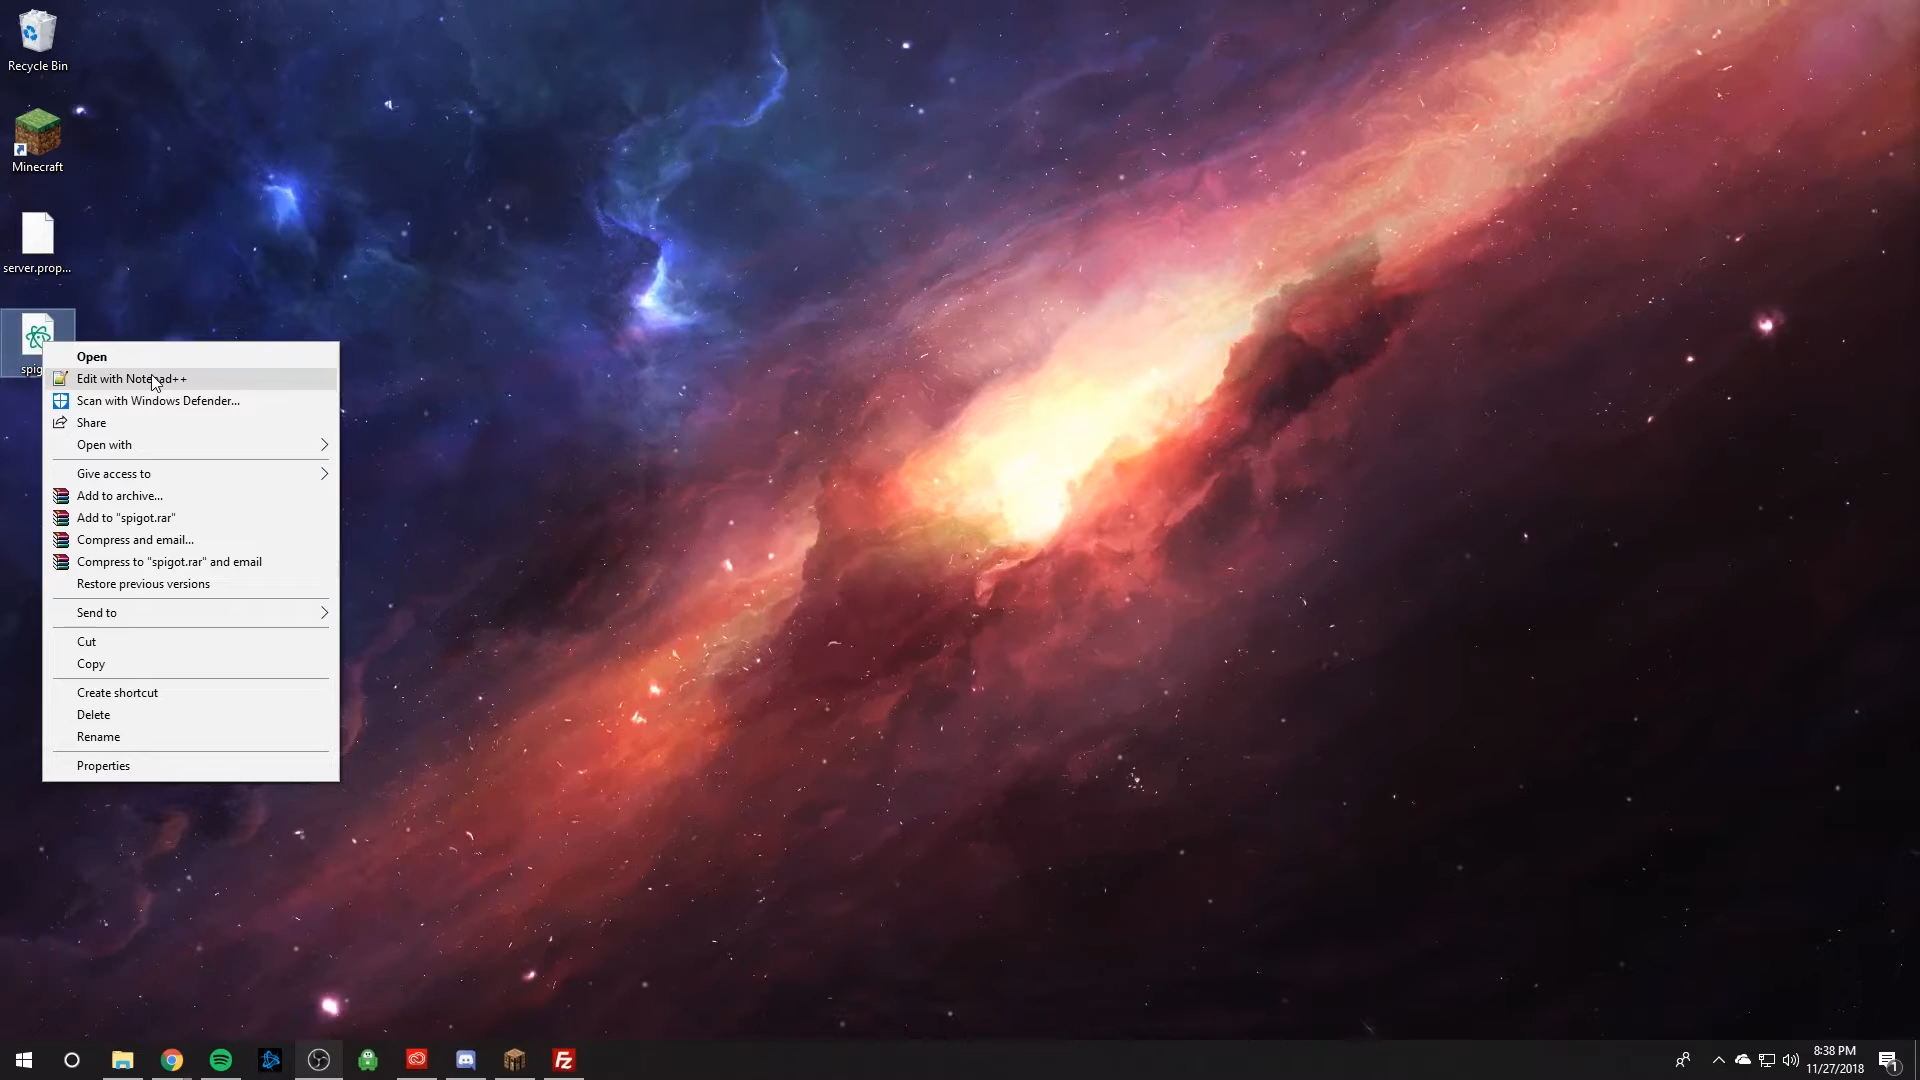 Recycle Bin
Minecraft
server.prop...
spig
Open
Edit with Notepad++
Scan with Windows Defender...
Share
Open with
Give access to
Add to archive...
Add to "spigot.rar"
Compress and email...
Compress to "spigot.rar" and email
Restore previous versions
Send to
Cut
Copy
Create shortcut
Delete
Rename
Properties
Fz
8:38 PM
11/27/2018
1